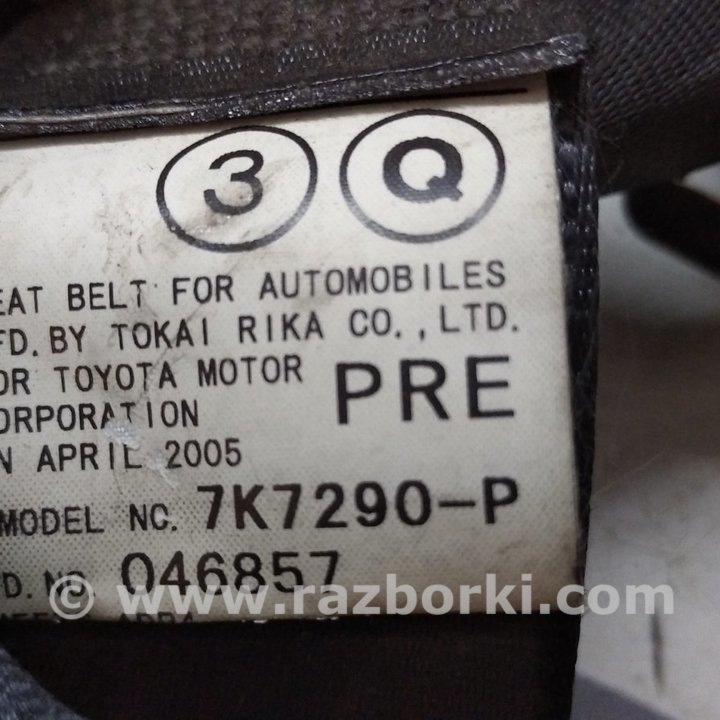 3 Q
EAT BELT FOR AUTOMOBILES
FD. BY TOKAI RIKA CO., LTD.
OR TOYOTA MOTOR PRE
ORPORATION
N APRIL 2005
MODEL NO. 7K7290-P
D. NO. 046857
© www.razborki.com